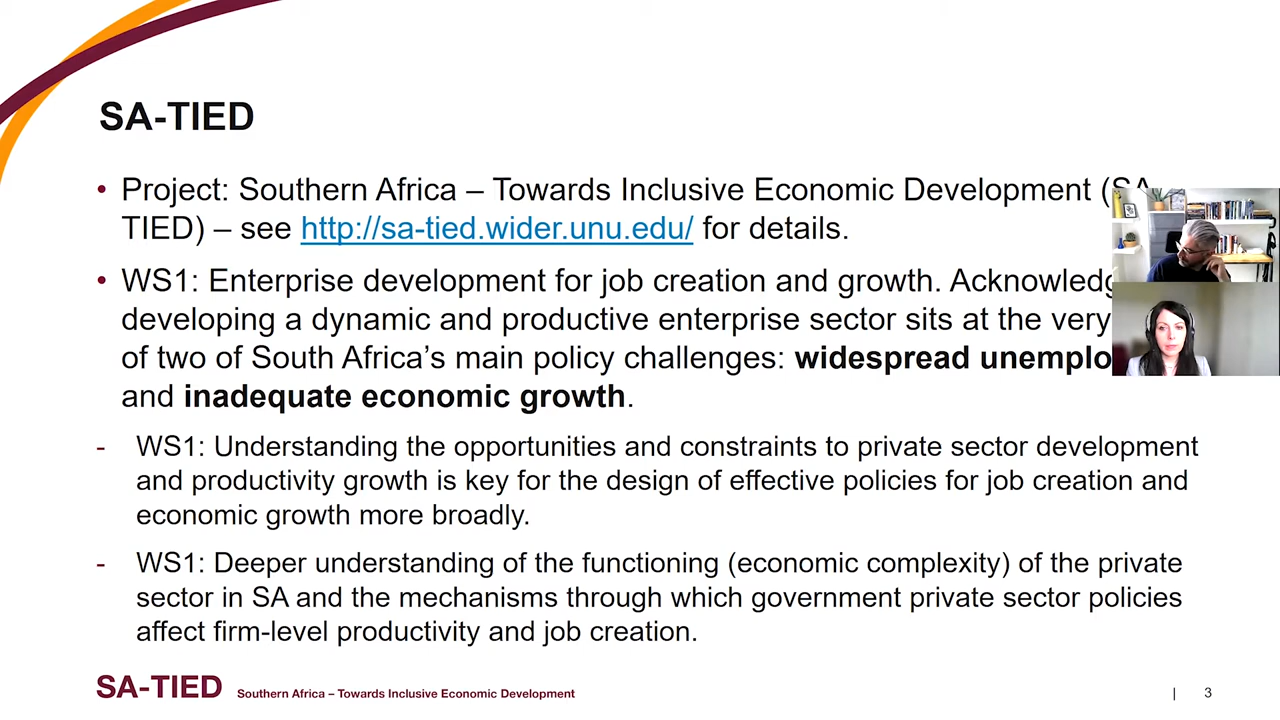 SA-TIED
• Project: Southern Africa – Towards Inclusive Economic Development (SA
TIED) – see http://sa-tied.wider.unu.edu/ for details.
• WS1: Enterprise development for job creation and growth.
developing a dynamic and productive enterprise sector sits at the very
of two of South Africa’s main policy challenges: widespread
and inadequate economic growth.
- WS1: Understanding the opportunities and constraints to private sector development
and productivity growth is key for the design of effective policies for job creation and
economic growth more broadly.
- WS1: Deeper understanding of the functioning (economic complexity) of the private
sector in SA and the mechanisms through which government private sector policies
affect firm-level productivity and job creation.
SA-TIED Southern Africa – Towards Inclusive Economic Development | 3